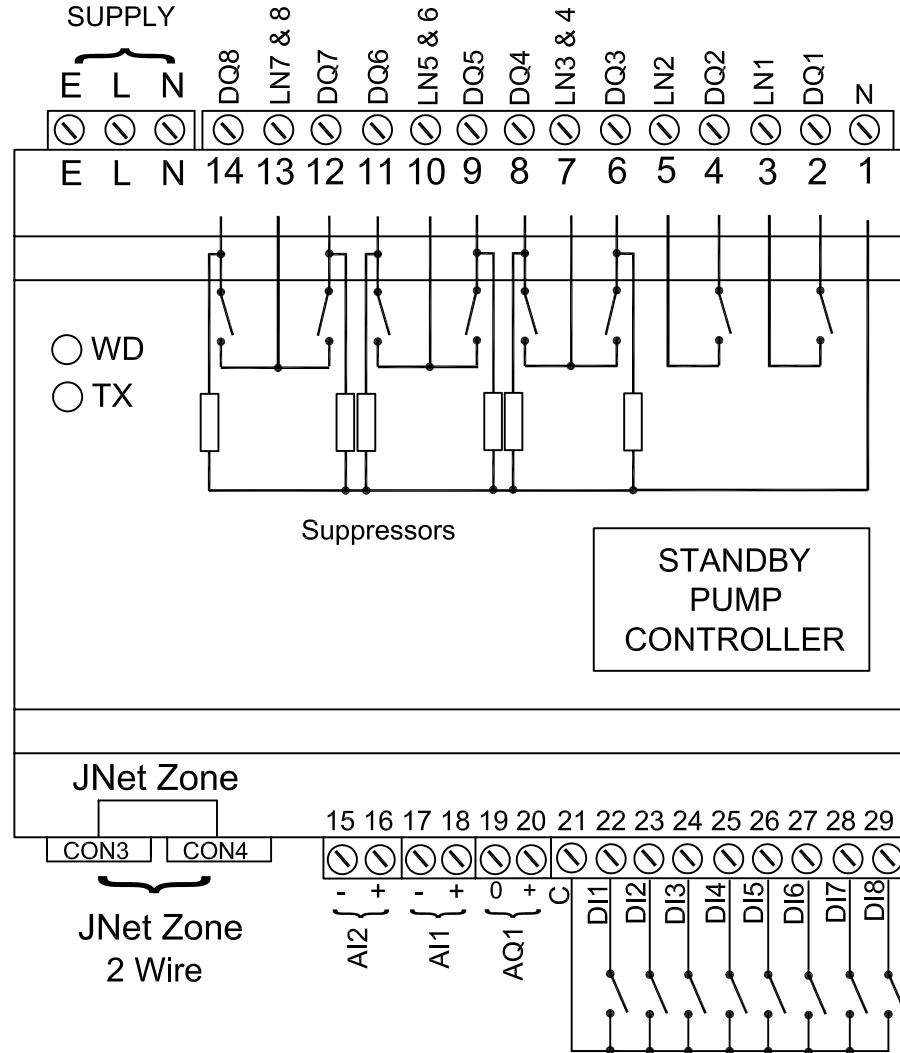 SUPPLY
E L N
DQ8 LN7 & 8 DQ7 DQ6 LN5 & 6 DQ5 DQ4 LN3 & 4 DQ3 LN2 DQ2 LN1 DQ1 N
E L N 14 13 12 11 10 9 8 7 6 5 4 3 2 1
WD
TX
Suppressors
STANDBY
PUMP
CONTROLLER
JNet Zone
15 16 17 18 19 20 21 22 23 24 25 26 27 28 29
CON3 CON4
- + - + 0 + C DI1 DI2 DI3 DI4 DI5 DI6 DI7 DI8
AI2 AI1 AQ1
JNet Zone
2 Wire